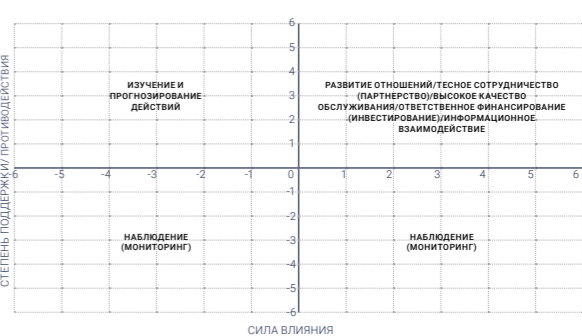 6
5
4
3
2
1
ИЗУЧЕНИЕ И
ПРОГНОЗИРОВАНИЕ
ДЕЙСТВИЙ
РАЗВИТИЕ ОТНОШЕНИЙ/ТЕСНОЕ СОТРУДНИЧЕСТВО
(ПАРТНЕРСТВО)/ВЫСОКОЕ КАЧЕСТВО
ОБСЛУЖИВАНИЯ/ОТВЕТСТВЕННОЕ ФИНАНСИРОВАНИЕ
(ИНВЕСТИРОВАНИЕ)/ИНФОРМАЦИОННОЕ
ВЗАИМОДЕЙСТВИЕ
-6 -5 -4 -3 -2 -1 0 1 2 3 4 5 6
-1
-2
-3
-4
-5
-6
НАБЛЮДЕНИЕ
(МОНИТОРИНГ)
НАБЛЮДЕНИЕ
(МОНИТОРИНГ)
СТЕПЕНЬ ПОДДЕРЖКИ/ ПРОТИВОДЕЙСТВИЯ
СИЛА ВЛИЯНИЯ